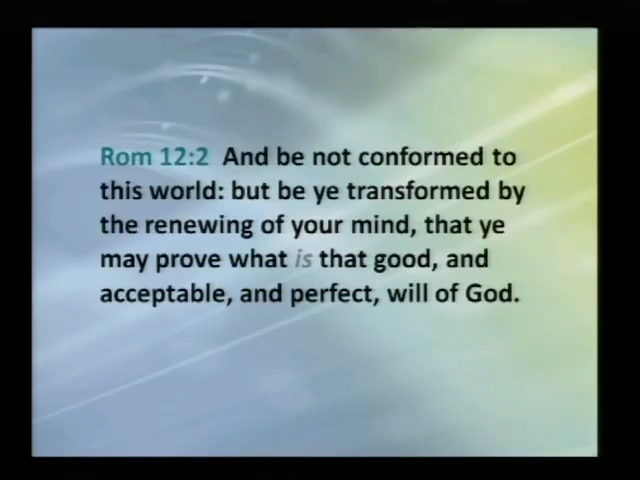 Rom 12:2  And be not conformed to
this world: but be ye transformed by
the renewing of your mind, that ye
may prove what is that good, and
acceptable, and perfect, will of God.